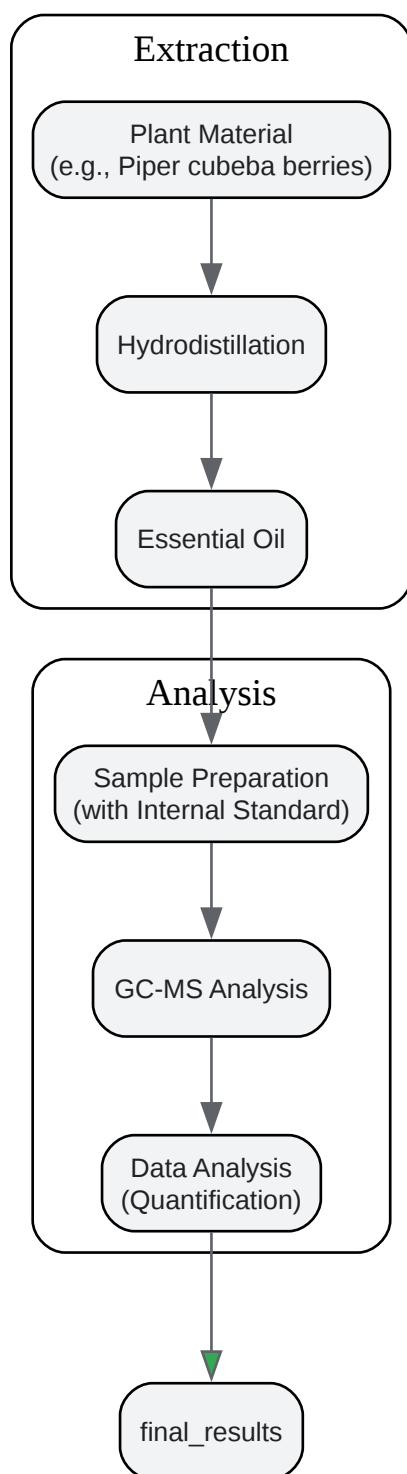 Extraction
Plant Material
(e.g., Piper cubeba berries)
Hydrodistillation
Essential Oil
Analysis
Sample Preparation
(with Internal Standard)
GC-MS Analysis
Data Analysis
(Quantification)
final_results